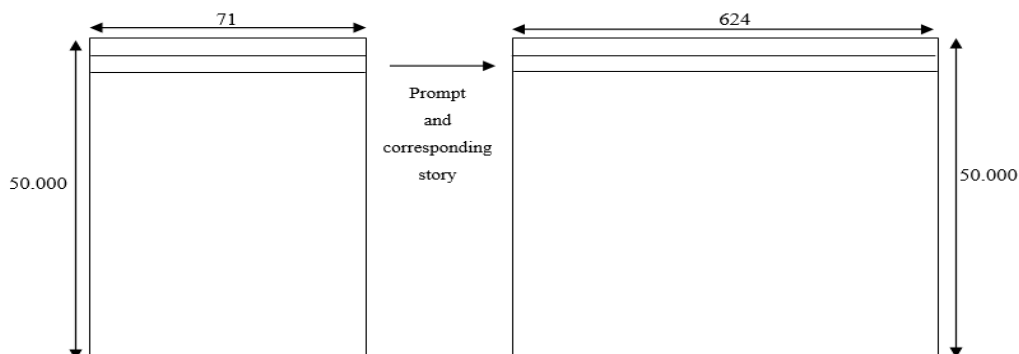 71
624
Prompt
and
corresponding
story
50.000
50.000